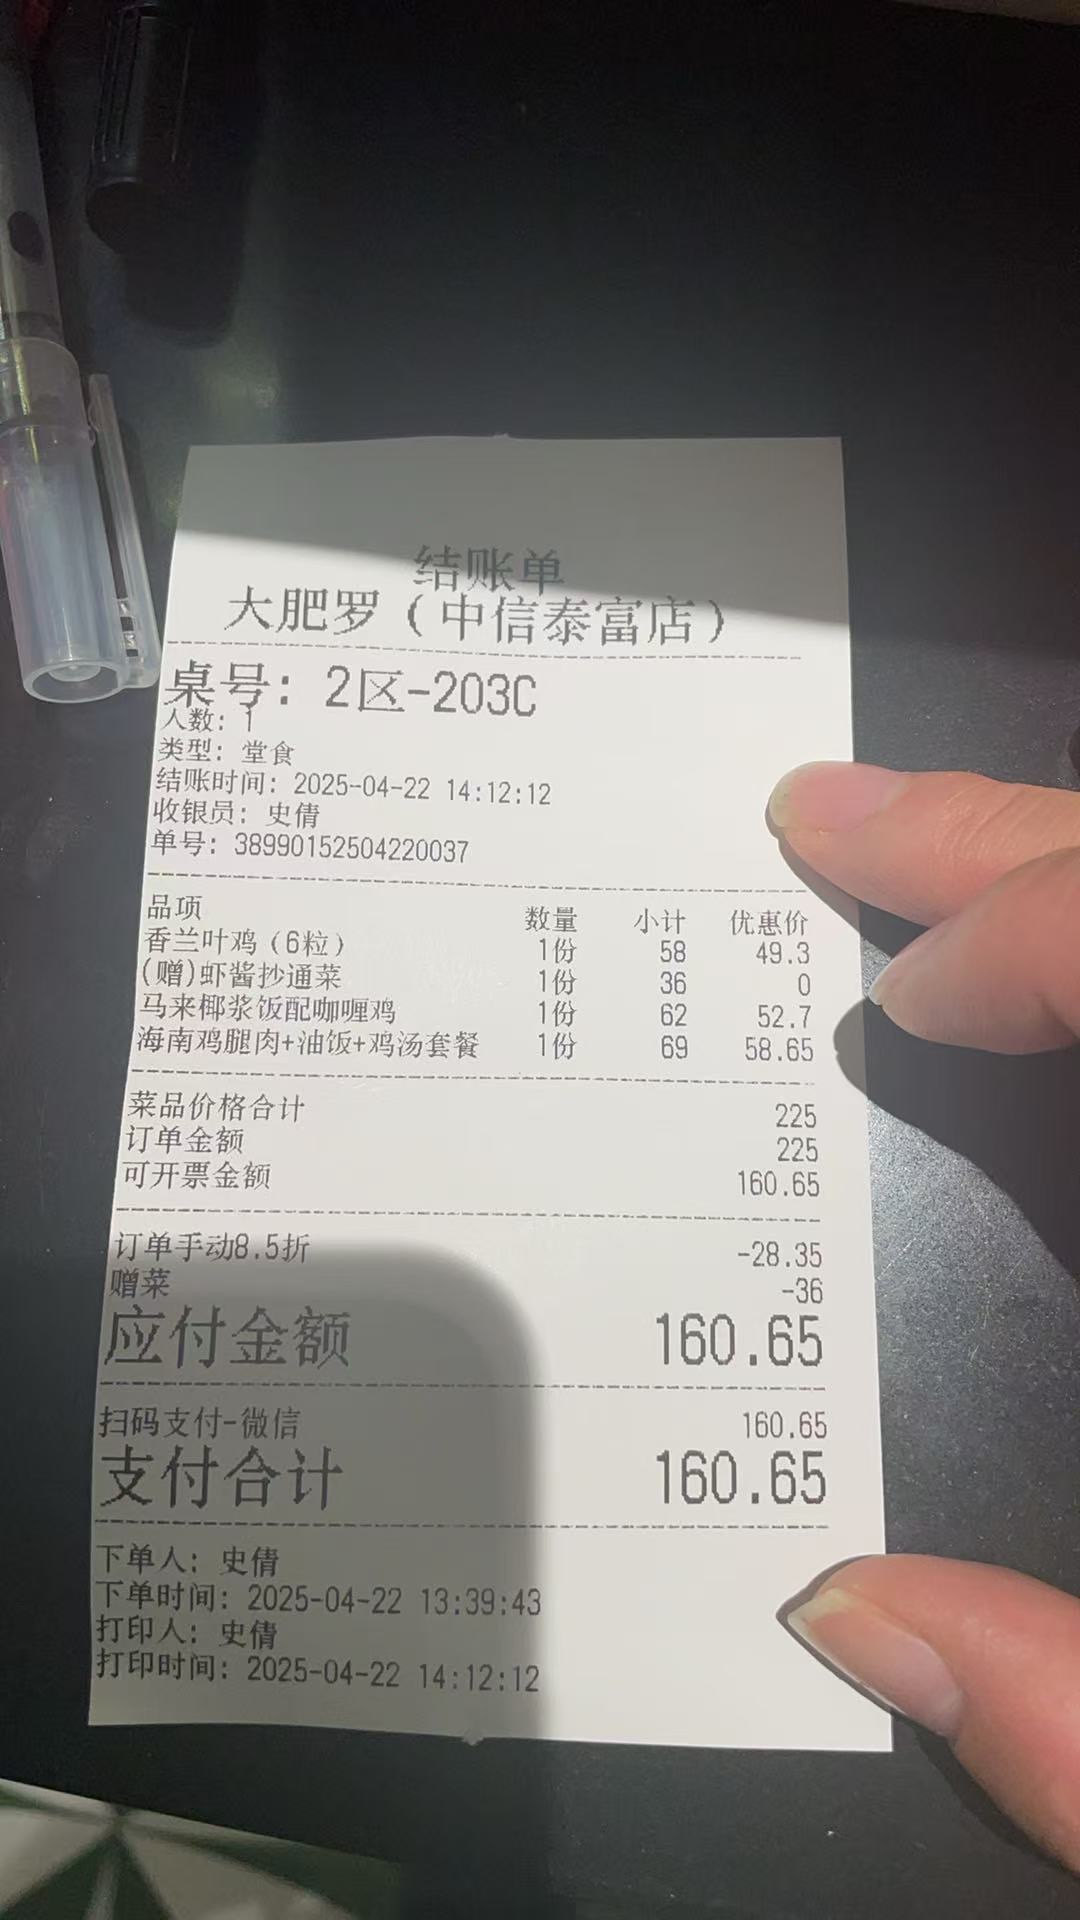 结账单
大肥罗（中信泰富店）
桌号：2区-203C
人数：1
类型：堂食
结账时间：2025-04-22 14:12:12
收银员：史倩
单号：38990152504220037
品项 数量 小计 优惠价
香兰叶鸡（6粒） 1份 58 49.3
(赠)虾酱抄通菜 1份 36 0
马来椰浆饭配咖喱鸡 1份 62 52.7
海南鸡腿肉+油饭+鸡汤套餐 1份 69 58.65
菜品价格合计 225
订单金额 225
可开票金额 160.65
订单手动8.5折 -28.35
赠菜 -36
应付金额 160.65
扫码支付-微信 160.65
支付合计 160.65
下单人：史倩
下单时间：2025-04-22 13:39:43
打印人：史倩
打印时间：2025-04-22 14:12:12